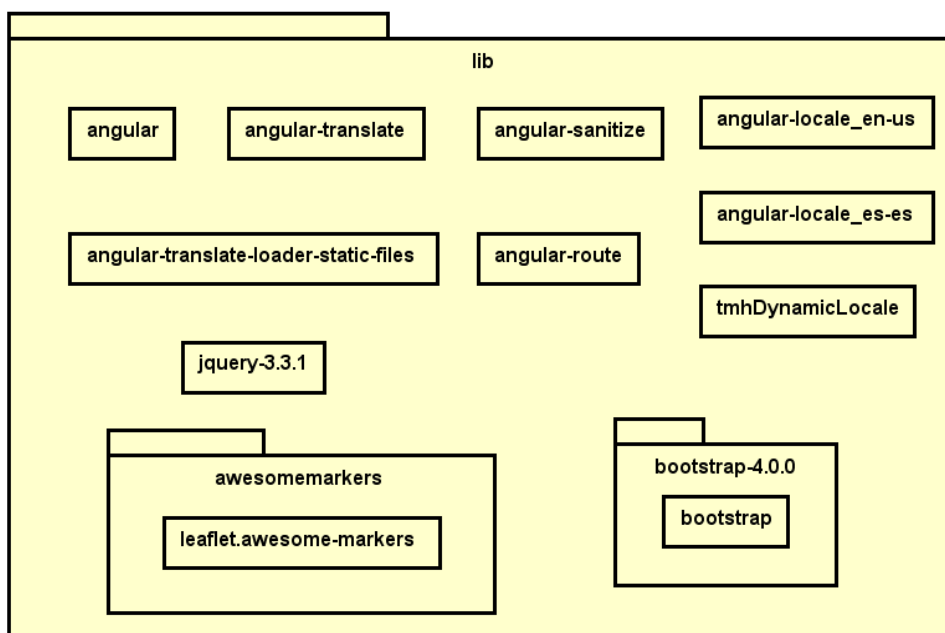 lib
angular
angular-translate
angular-sanitize
angular-locale_en-us
angular-locale_es-es
angular-translate-loader-static-files
angular-route
tmhDynamicLocale
jquery-3.3.1
awesomemarkers
leaflet.awesome-markers
bootstrap-4.0.0
bootstrap